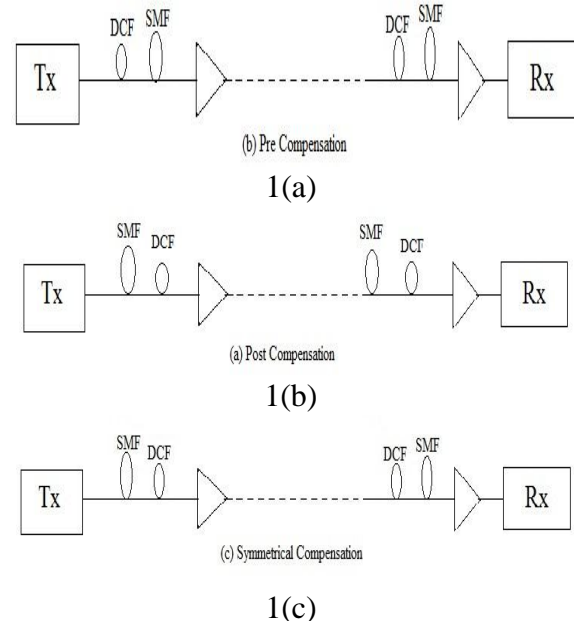 DCF SMF DCF SMF
Tx Rx
(b) Pre Compensation
1(a)
SMF DCF SMF DCF
Tx Rx
(a) Post Compensation
1(b)
SMF DCF DCF SMF
Tx Rx
(c) Symmetrical Compensation
1(c)